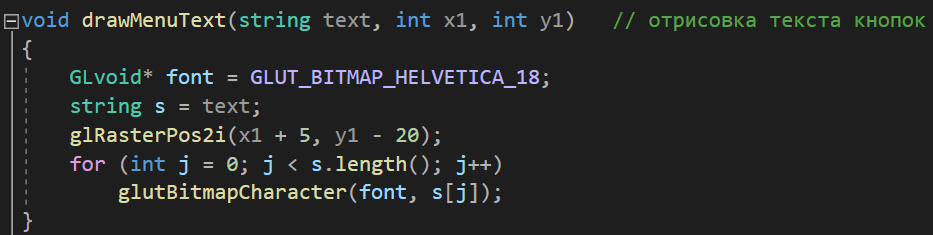 void drawMenuText(string text, int x1, int y1)   // отрисовка текста кнопок
{
    GLvoid* font = GLUT_BITMAP_HELVETICA_18;
    string s = text;
    glRasterPos2i(x1 + 5, y1 - 20);
    for (int j = 0; j < s.length(); j++)
        glutBitmapCharacter(font, s[j]);
}